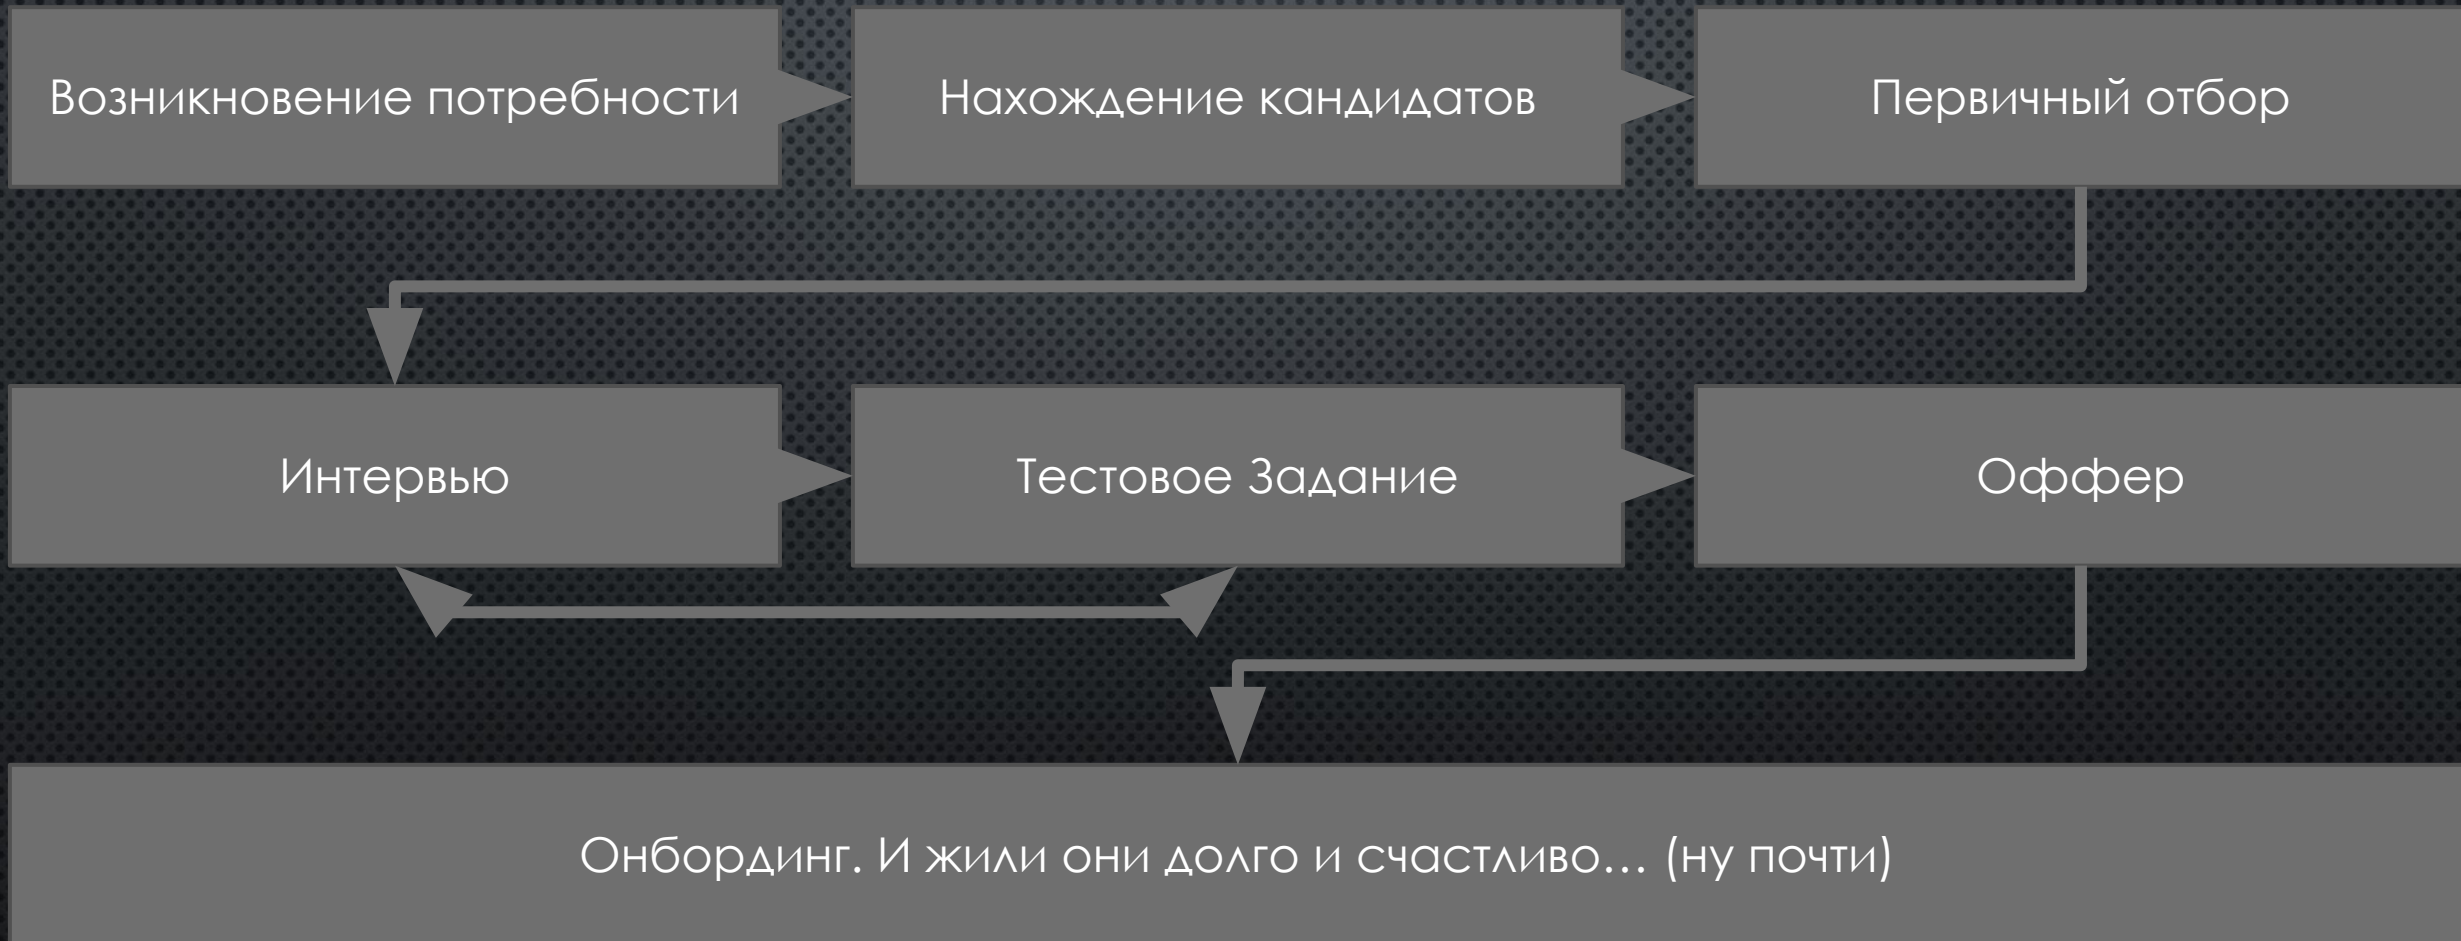 Возникновение потребности
Нахождение кандидатов
Первичный отбор
Интервью
Тестовое Задание
Оффер
Онбординг. И жили они долго и счастливо... (ну почти)